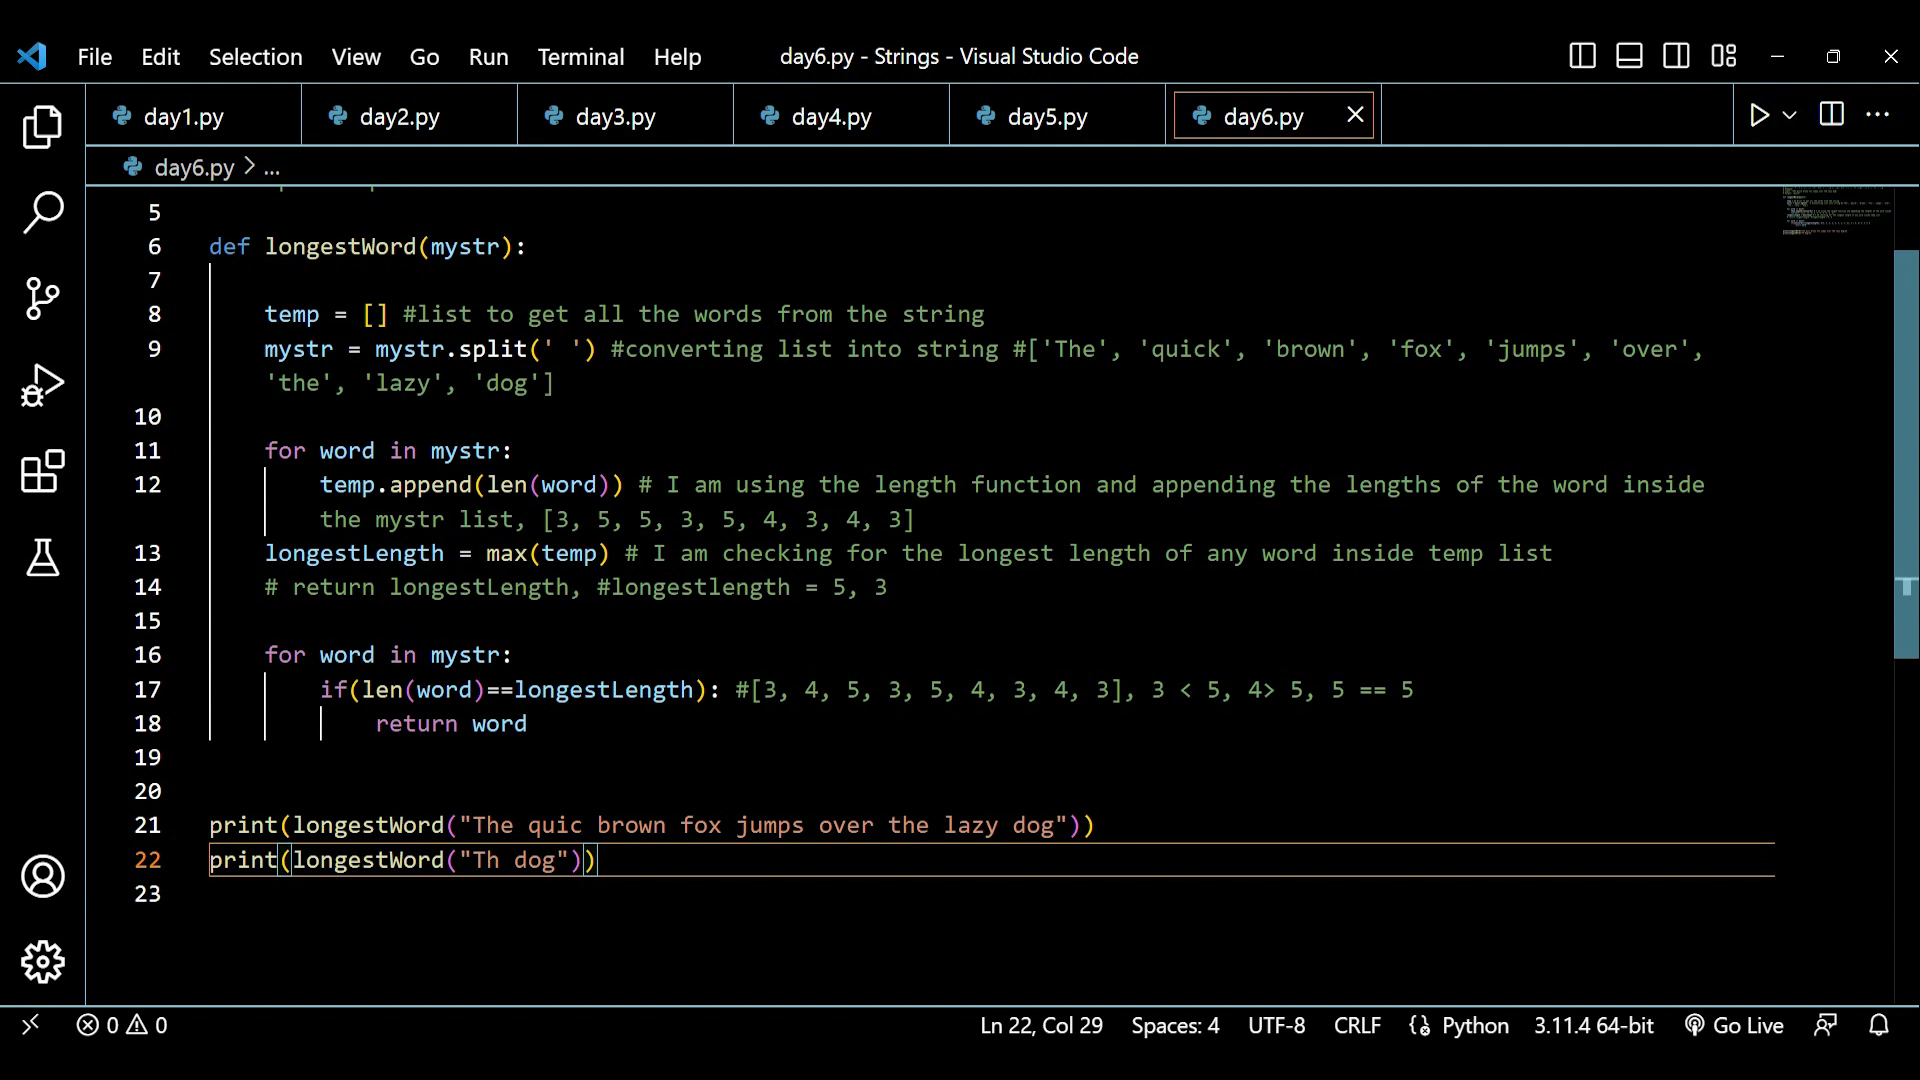 File Edit Selection View Go Run Terminal Help day6.py - Strings - Visual Studio Code
day1.py day2.py day3.py day4.py day5.py day6.py
day6.py > ...
5
6 def longestWord(mystr):
7
8 temp = [] #list to get all the words from the string
9 mystr = mystr.split(' ') #converting list into string #['The', 'quick', 'brown', 'fox', 'jumps', 'over',
'the', 'lazy', 'dog']
10
11 for word in mystr:
12 temp.append(len(word)) # I am using the length function and appending the lengths of the word inside
the mystr list, [3, 5, 5, 3, 5, 4, 3, 4, 3]
13 longestLength = max(temp) # I am checking for the longest length of any word inside temp list
14 # return longestLength, #longestlength = 5, 3
15
16 for word in mystr:
17 if(len(word)==longestLength): #[3, 4, 5, 3, 5, 4, 3, 4, 3], 3 < 5, 4> 5, 5 == 5
18 return word
19
20
21 print(longestWord("The quic brown fox jumps over the lazy dog"))
22 print(longestWord("Th dog"))
23
0 0 Ln 22, Col 29 Spaces: 4 UTF-8 CRLF Python 3.11.4 64-bit Go Live